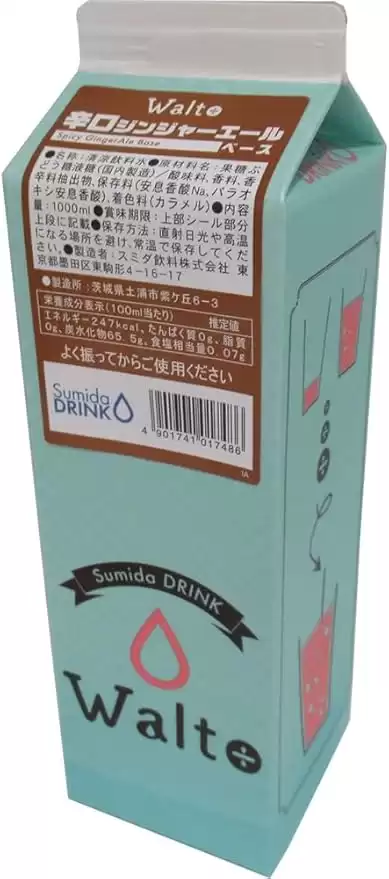 Walto
辛口ジンジャーエール
Spicy GingerAle Base
ベース
●名称:清涼飲料水●原材料名:果糖ぶ
どう糖液糖(国内製造)/酸味料、香料、香
辛料抽出物、保存料(安息香酸Na、パラオ
キシ安息香酸)、着色料(カラメル)●内容
量:1000ml●賞味期限:上部シール部分
上段に記載●保存方法:直射日光や高温
になる場所を避け、常温で保存してくだ
さい。●製造者:スミダ飲料株式会社 東
京都墨田区東駒形4-16-17
●製造所:茨城県土浦市紫ケ丘6-3
栄養成分表示(100ml当たり) 推定値
エネルギー247kcal、たんぱく質0g、脂質
0g、炭水化物65.5g、食塩相当量0.07g
よく振ってからご使用ください
Sumida
DRINK
4 901741 017486
1A
DRINK
Sumida DRINK
Walto